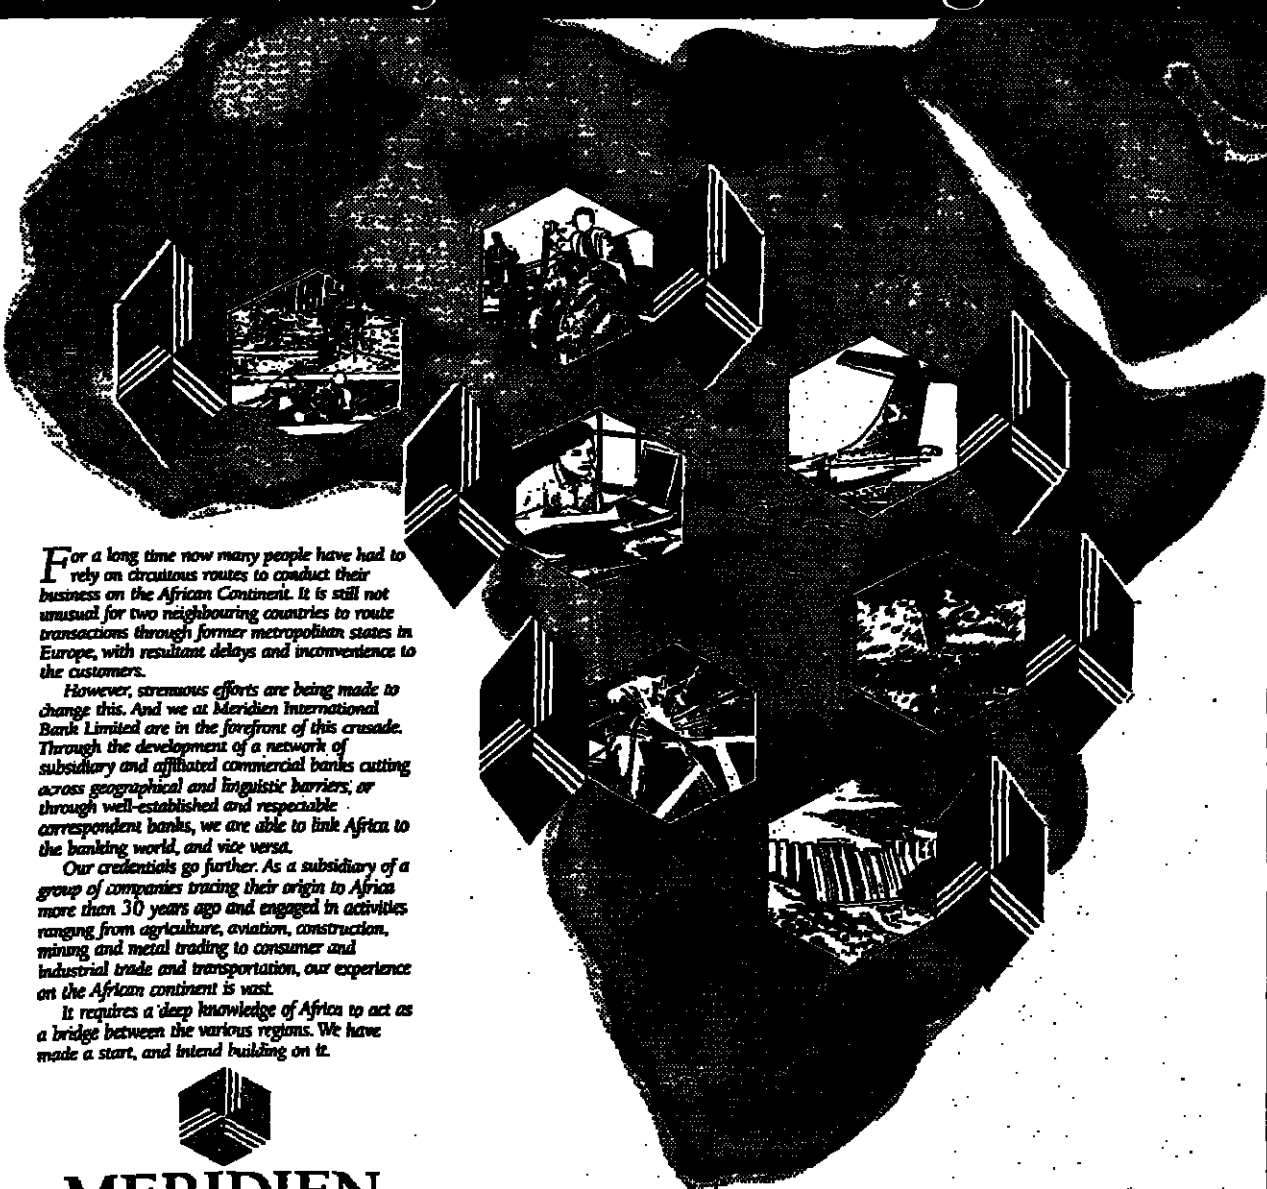 For a long time now many people have had to
rely on circuitous routes to conduct their
business on the African Continent. It is still not
unusual for two neighbouring countries to route
transactions through former metropolitan states in
Europe, with resultant delays and inconvenience to
the customers.
However, strenuous efforts are being made to
change this. And we at Meridien International
Bank Limited are in the forefront of this crusade.
Through the development of a network of
subsidiary and affiliated commercial banks cutting
across geographical and linguistic barriers, or
through well-established and respectable
correspondent banks, we are able to link Africa to
the banking world, and vice versa.
Our credentials go further. As a subsidiary of a
group of companies tracing their origin to Africa
more than 30 years ago and engaged in activities
ranging from agriculture, aviation, construction,
mining and metal trading to consumer and
industrial trade and transportation, our experience
on the African continent is vast.
It requires a deep knowledge of Africa to act as
a bridge between the various regions. We have
made a start, and intend building on it.
MERIDIEN